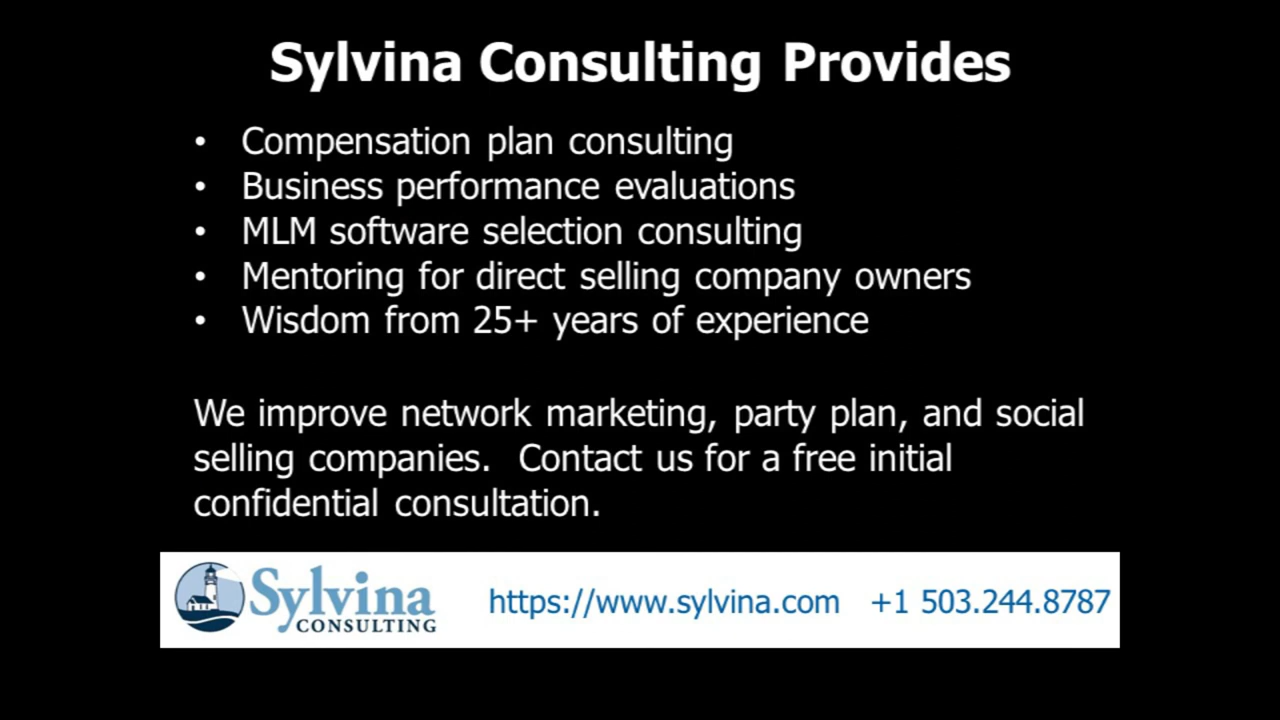 Sylvina Consulting Provides
• Compensation plan consulting
• Business performance evaluations
• MLM software selection consulting
• Mentoring for direct selling company owners
• Wisdom from 25+ years of experience
We improve network marketing, party plan, and social
selling companies.  Contact us for a free initial
confidential consultation.
Sylvina
CONSULTING
https://www.sylvina.com +1 503.244.8787